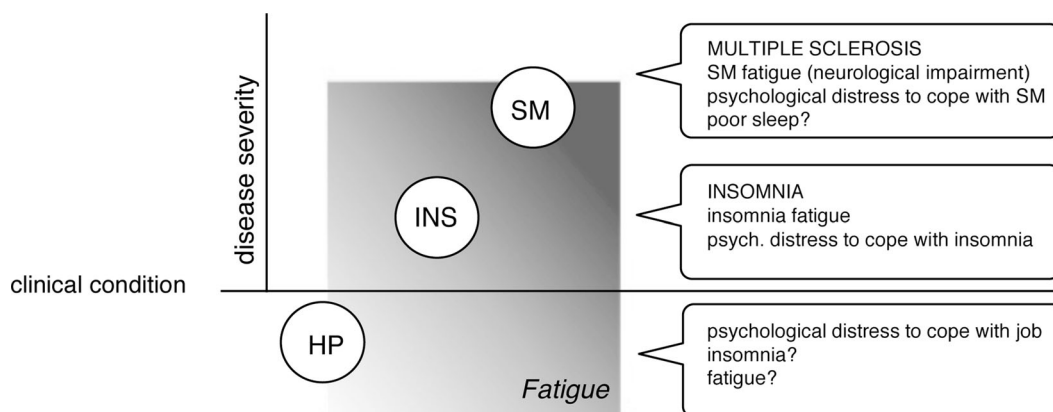 MULTIPLE SCLEROSIS
SM fatigue (neurological impairment)
psychological distress to cope with SM
poor sleep?
SM
disease severity
INSOMNIA
insomnia fatigue
psych. distress to cope with insomnia
INS
clinical condition
HP
psychological distress to cope with job
insomnia?
fatigue?
Fatigue